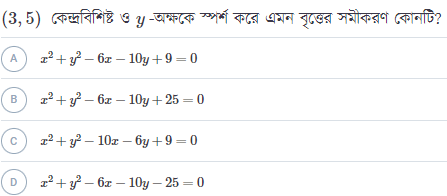 (3, 5) কেন্দ্রবিশিষ্ট ও y -অক্ষকে স্পর্শ করে এমন বৃত্তের সমীকরণ কোনটি?
A x² + y² − 6x − 10y + 9 = 0
B x² + y² − 6x − 10y + 25 = 0
C x² + y² − 10x − 6y + 9 = 0
D x² + y² − 6x − 10y − 25 = 0